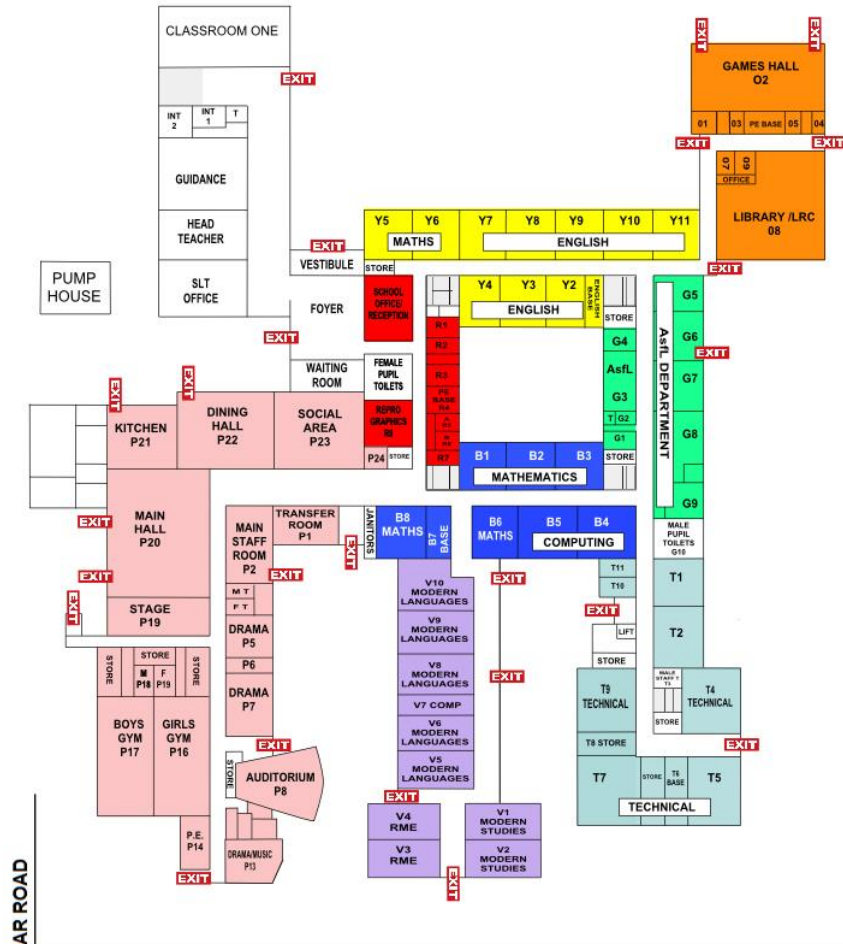 CLASSROOM ONE
EXIT
EXIT
EXIT
GAMES HALL
O2
01
03
PE BASE
05
04
EXIT
EXIT
07
09
OFFICE
LIBRARY /LRC
08
EXIT
INT
2
INT
1
T
GUIDANCE
HEAD
TEACHER
SLT
OFFICE
PUMP
HOUSE
EXIT
VESTIBULE
FOYER
EXIT
WAITING
ROOM
Y5
Y6
Y7
Y8
Y9
Y10
Y11
MATHS
ENGLISH
STORE
SCHOOL
OFFICE/
RECEPTION
FEMALE
PUPIL
TOILETS
REPRO
GRAPHICS
P24
STORE
Y4
Y3
Y2
ENGLISH
BASE
ENGLISH
STORE
R1
R2
R3
PE
BASE
R4
R7
G4
AsfL
G3
T
G2
G1
STORE
B1
B2
B3
MATHEMATICS
AsfL DEPARTMENT
G5
G6
EXIT
G7
G8
G9
MALE
PUPIL
TOILETS
G10
EXIT
EXIT
KITCHEN
P21
DINING
HALL
P22
SOCIAL
AREA
P23
MAIN
HALL
P20
EXIT
EXIT
EXIT
STAGE
P19
MAIN
STAFF
ROOM
P2
TRANSFER
ROOM
P1
EXIT
EXIT
JANITORS
B8
MATHS
B7
BASE
B6
MATHS
B5
B4
COMPUTING
EXIT
EXIT
T11
T10
EXIT
LIFT
STORE
T1
T2
M T
F T
DRAMA
P5
P6
DRAMA
P7
EXIT
STORE
AUDITORIUM
P8
DRAMA/MUSIC
P13
STORE
STORE
M
P18
F
P19
STORE
BOYS
GYM
P17
GIRLS
GYM
P16
P.E.
P14
EXIT
V10
MODERN
LANGUAGES
V9
MODERN
LANGUAGES
V8
MODERN
LANGUAGES
V7 COMP
V6
MODERN
LANGUAGES
V5
MODERN
LANGUAGES
EXIT
V4
RME
V3
RME
V1
MODERN
STUDIES
V2
MODERN
STUDIES
EXIT
T9
TECHNICAL
T8 STORE
T7
MALE
STAFF T
T3
STORE
T4
TECHNICAL
EXIT
STORE
T6
BASE
T5
TECHNICAL
AR ROAD